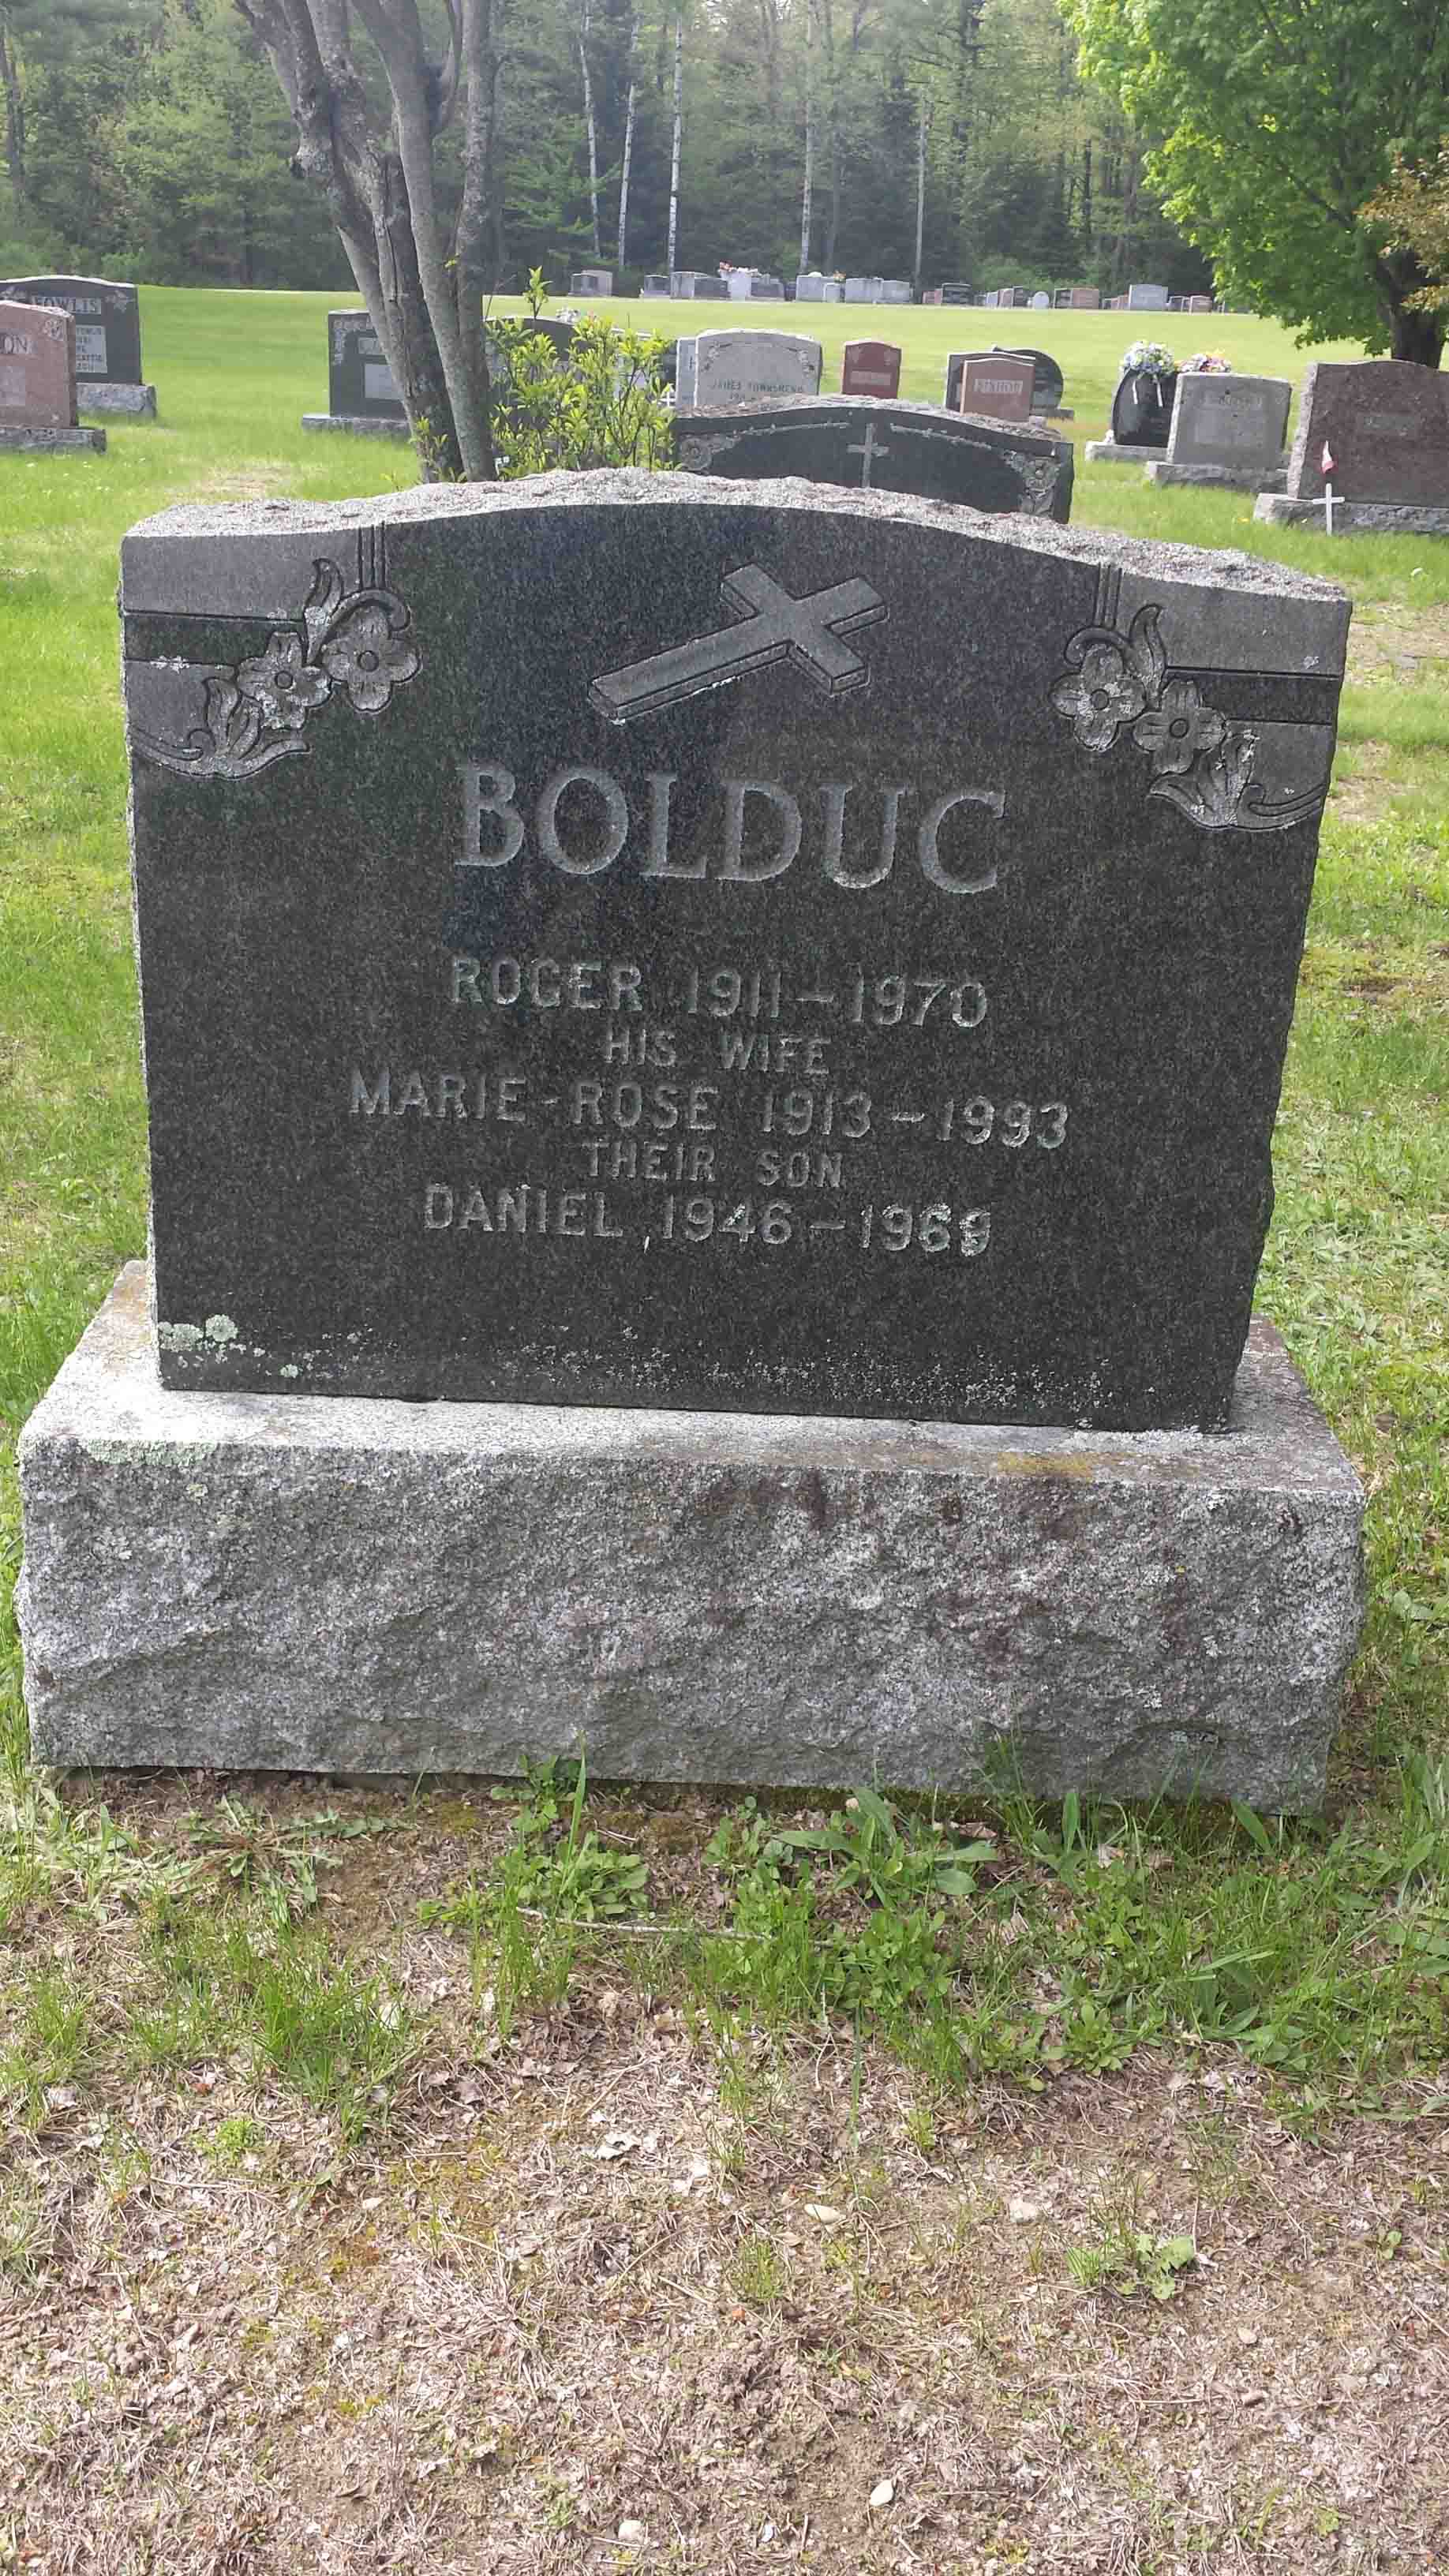 BOLDUC
ROGER 1911-1970
HIS WIFE
MARIE-ROSE 1913-1993
THEIR SON
DANIEL 1946-1969